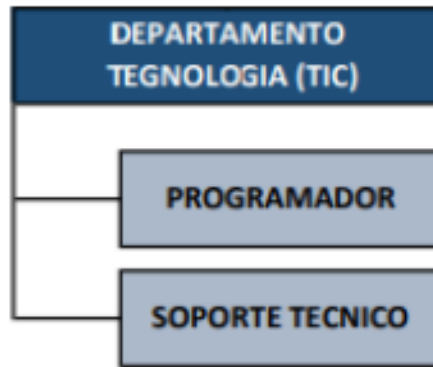 DEPARTAMENTO
TEGNOLOGIA (TIC)
PROGRAMADOR
SOPORTE TECNICO